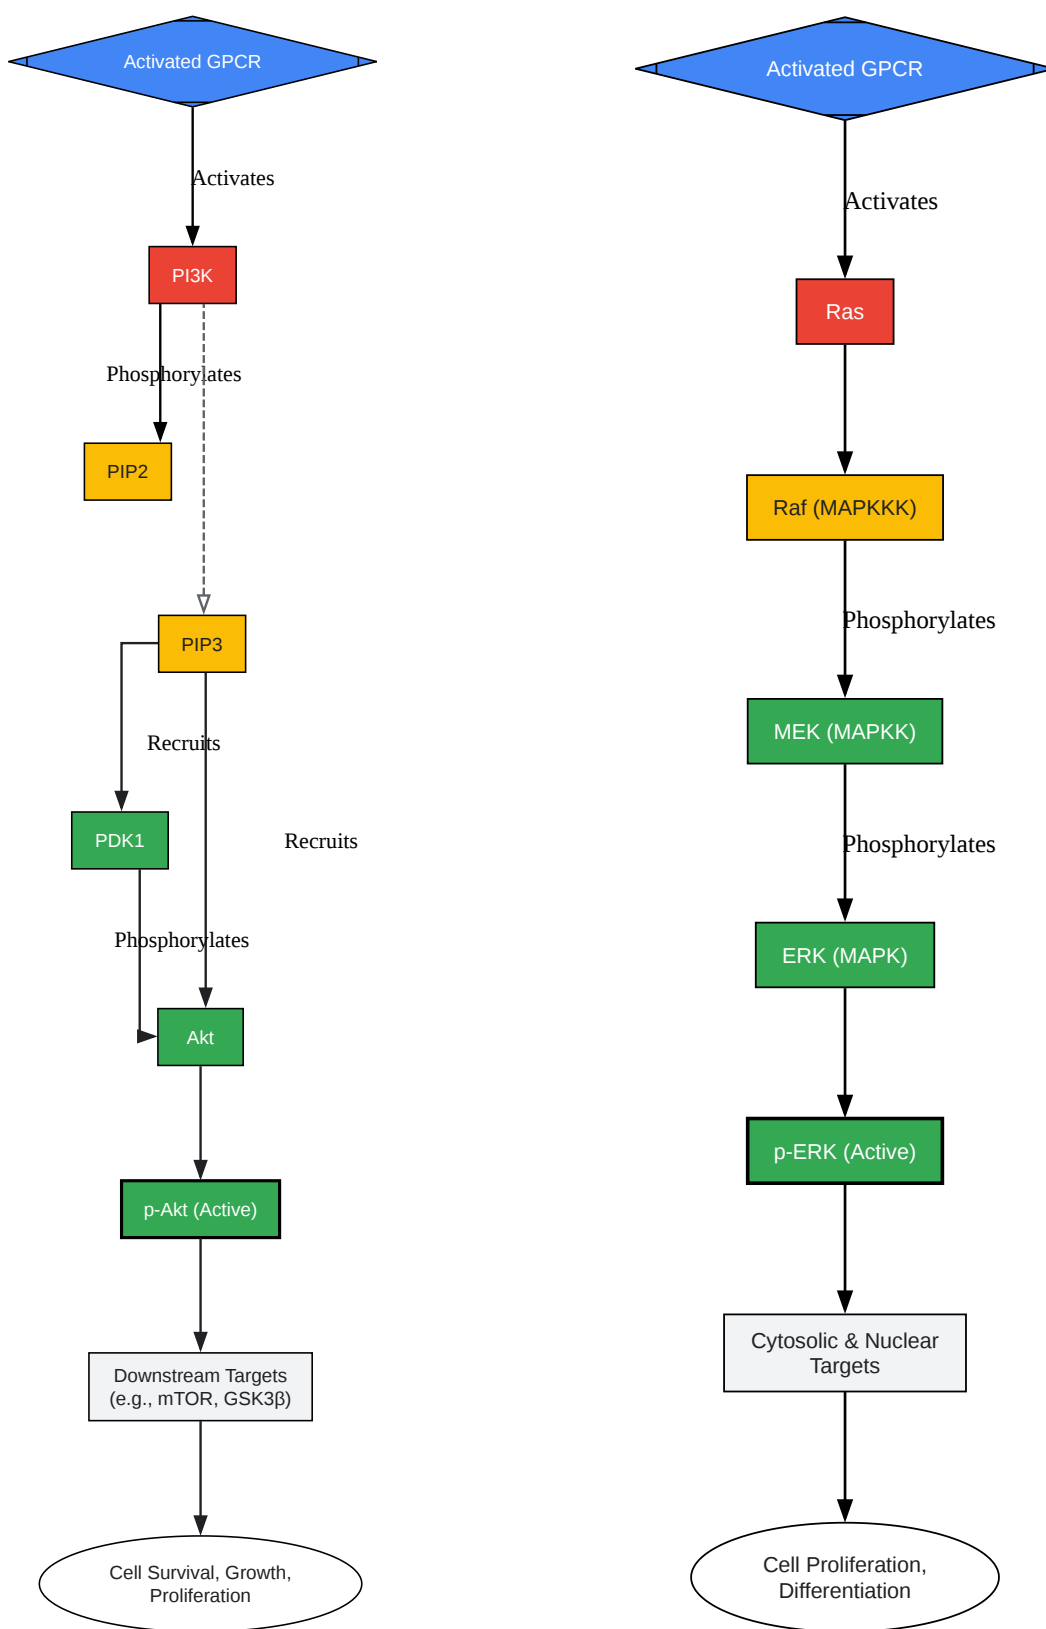 Activated GPCR
Activates
PI3K
Phosphorylates
PIP2
PIP3
Recruits
PDK1
Recruits
Phosphorylates
Akt
p-Akt (Active)
Downstream Targets
(e.g., mTOR, GSK3β)
Cell Survival, Growth,
Proliferation
Activated GPCR
Activates
Ras
Raf (MAPKKK)
Phosphorylates
MEK (MAPKK)
Phosphorylates
ERK (MAPK)
p-ERK (Active)
Cytosolic & Nuclear
Targets
Cell Proliferation,
Differentiation